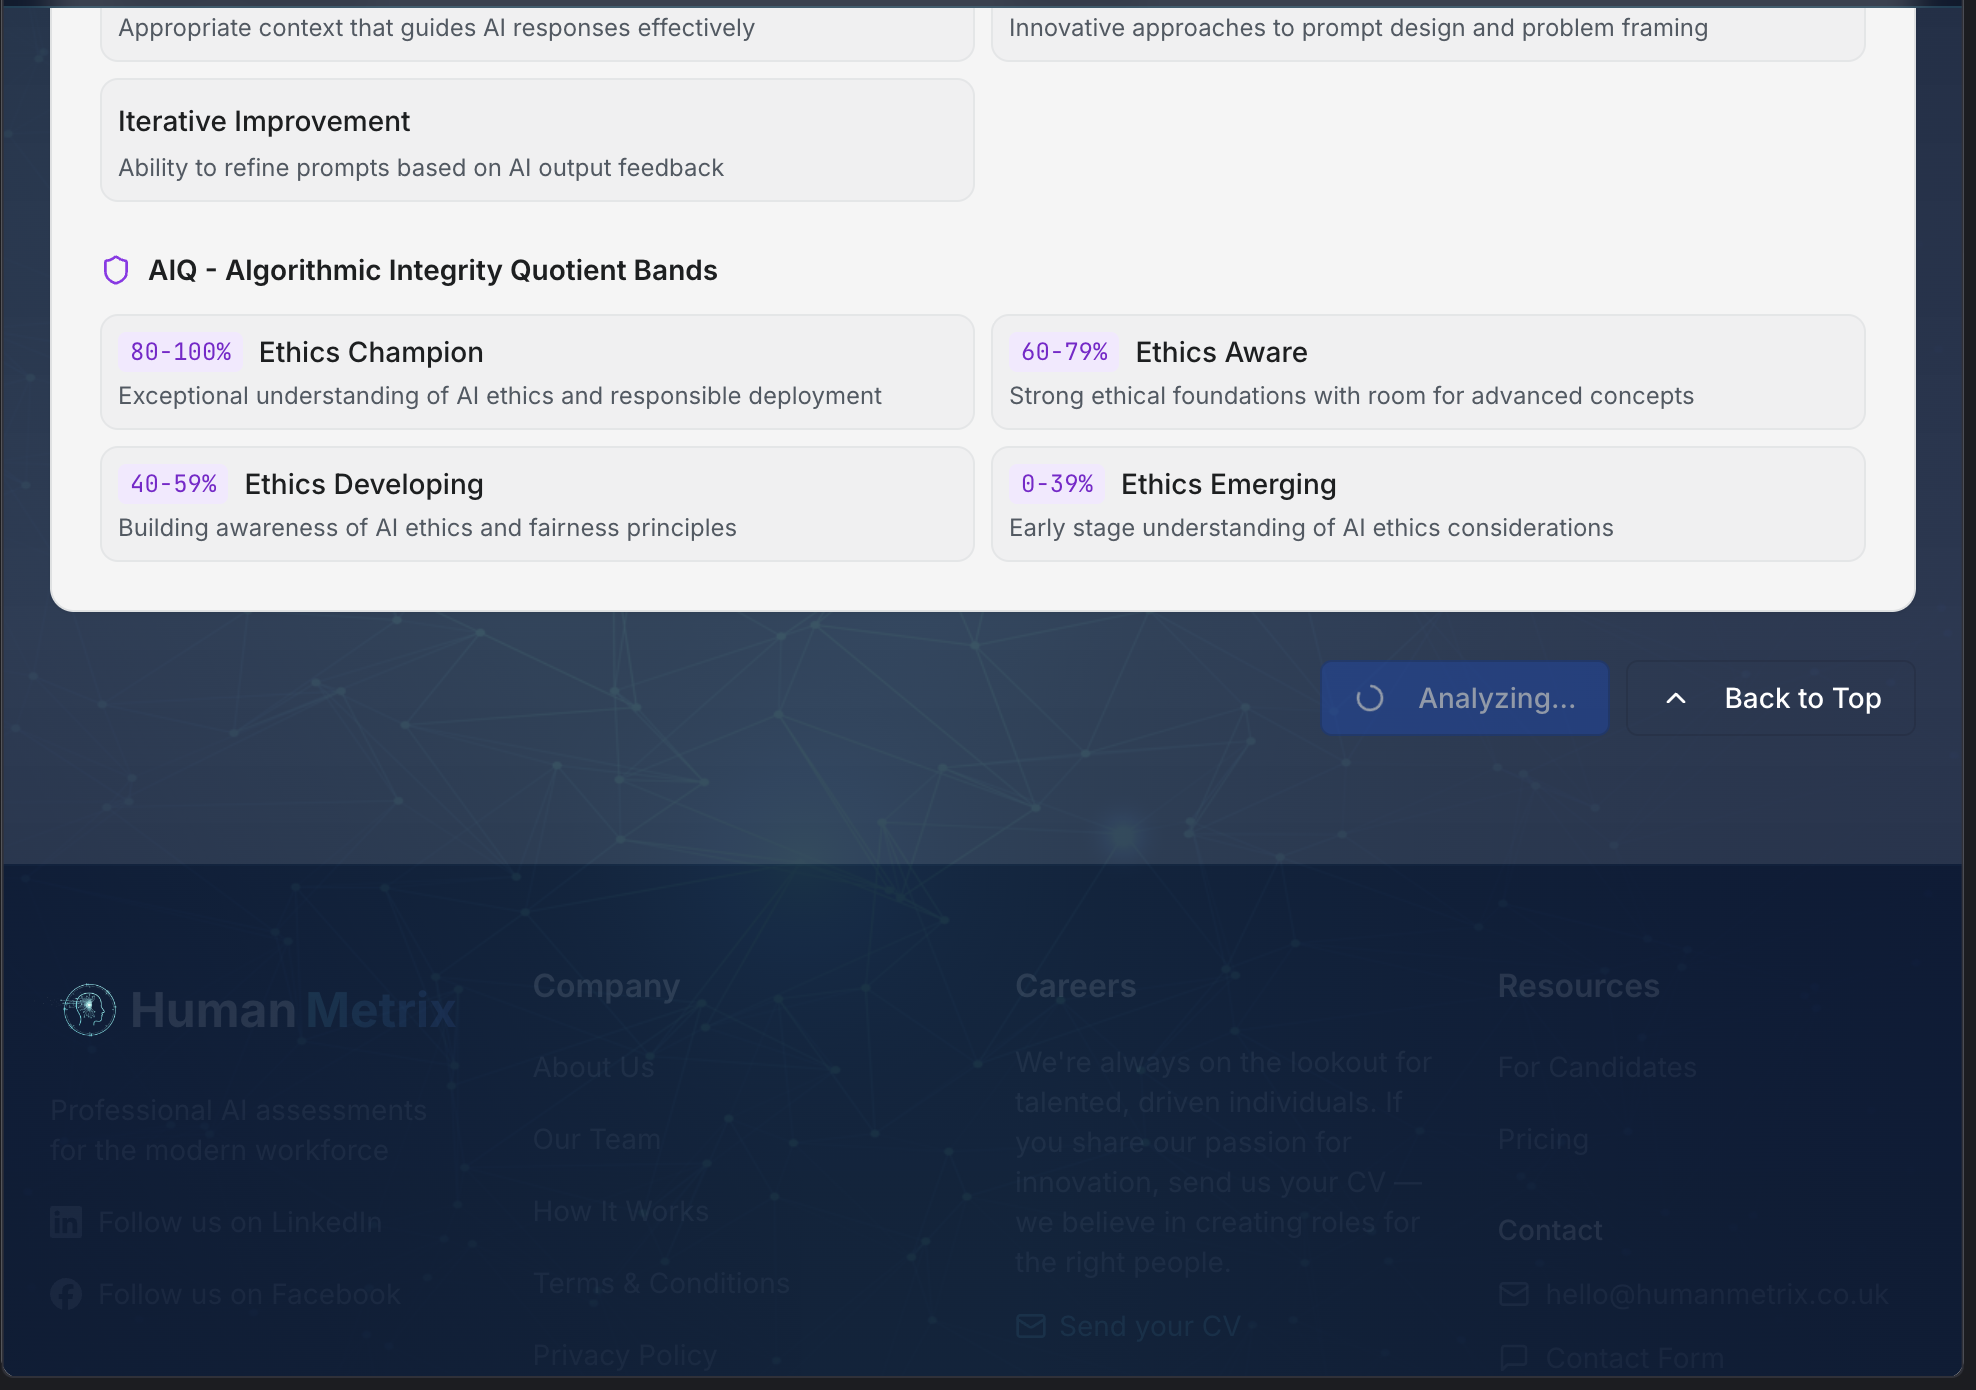 Appropriate context that guides AI responses effectively
Innovative approaches to prompt design and problem framing
Iterative Improvement
Ability to refine prompts based on AI output feedback
AIQ - Algorithmic Integrity Quotient Bands
80-100% Ethics Champion
Exceptional understanding of AI ethics and responsible deployment
60-79% Ethics Aware
Strong ethical foundations with room for advanced concepts
40-59% Ethics Developing
Building awareness of AI ethics and fairness principles
0-39% Ethics Emerging
Early stage understanding of AI ethics considerations
Analyzing...
Back to Top
Human Metrix
Professional AI assessments
for the modern workforce
Follow us on LinkedIn
Follow us on Facebook
Company
About Us
Our Team
How It Works
Terms & Conditions
Privacy Policy
Careers
We're always on the lookout for
talented, driven individuals. If
you share our passion for
innovation, send us your CV —
we believe in creating roles for
the right people.
Send your CV
Resources
For Candidates
Pricing
Contact
hello@humanmetrix.co.uk
Contact Form